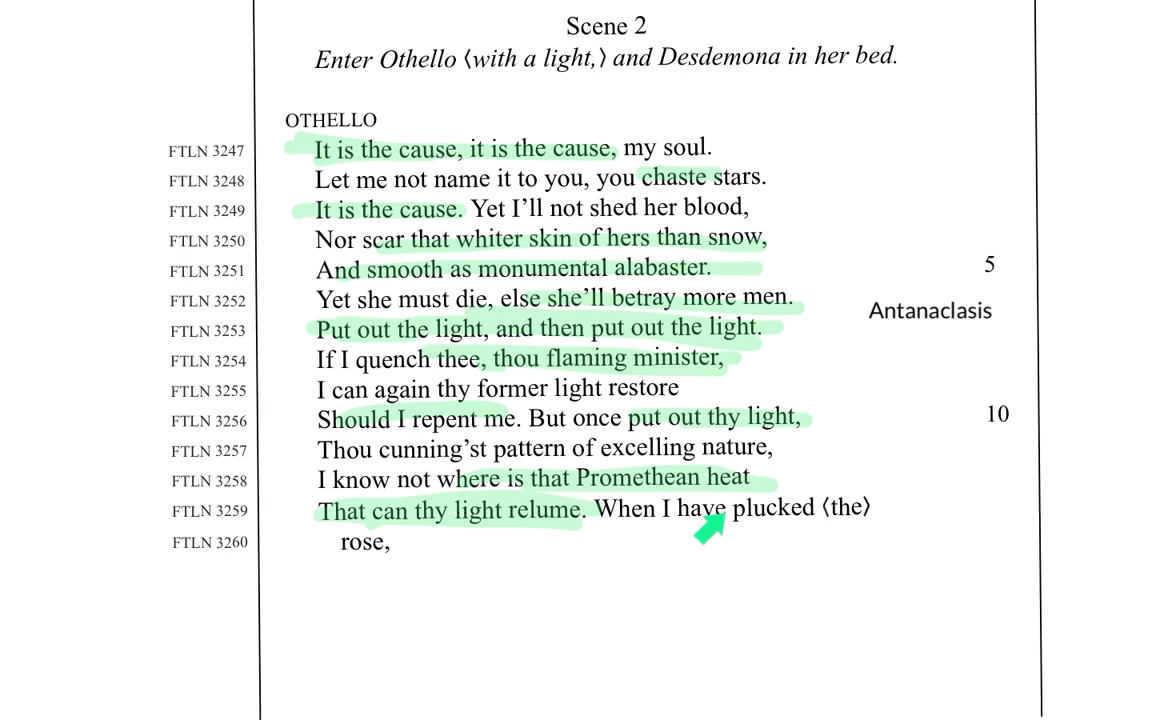 Scene 2
Enter Othello ⟨with a light,⟩ and Desdemona in her bed.
OTHELLO
FTLN 3247 It is the cause, it is the cause, my soul.
FTLN 3248 Let me not name it to you, you chaste stars.
FTLN 3249 It is the cause. Yet I’ll not shed her blood,
FTLN 3250 Nor scar that whiter skin of hers than snow,
FTLN 3251 And smooth as monumental alabaster. 5
FTLN 3252 Yet she must die, else she’ll betray more men.
Antanaclasis
FTLN 3253 Put out the light, and then put out the light.
FTLN 3254 If I quench thee, thou flaming minister,
FTLN 3255 I can again thy former light restore
FTLN 3256 Should I repent me. But once put out thy light, 10
FTLN 3257 Thou cunning’st pattern of excelling nature,
FTLN 3258 I know not where is that Promethean heat
FTLN 3259 That can thy light relume. When I have plucked ⟨the⟩
FTLN 3260 rose,